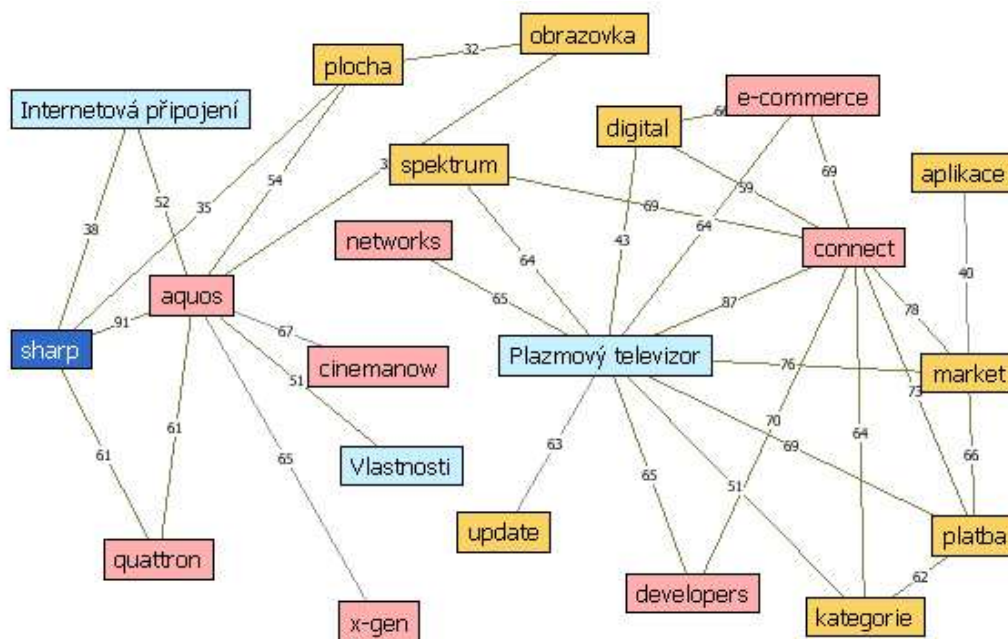 obrazovka
32
plocha
e-commerce
Internetová připojení
digital
spektrum
aplikace
54
52
59
69
35
69
networks
connect
38
43
64
64
40
65
aquos
87
78
91
67
sharp
Plazmový televizor
cinemanow
76
market
51
73
70
61
64
63
69
66
61
Vlastnosti
65
65
51
update
platba
quattron
62
developers
kategorie
x-gen